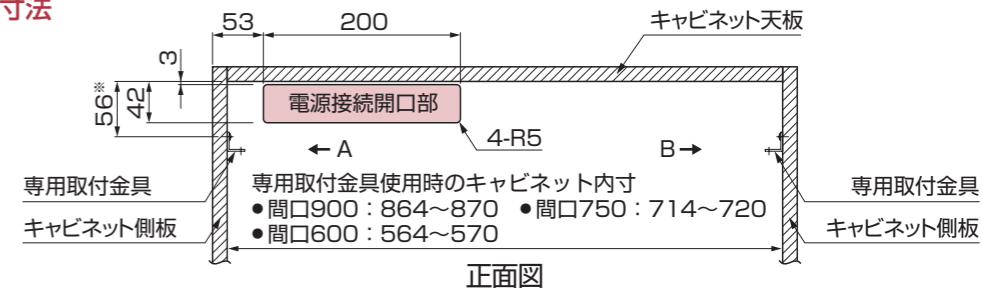 寸法
53
200
キャビネット天板
3
56※
42
電源接続開口部
4-R5
←A
B→
専用取付金具
専用取付金具
専用取付金具使用時のキャビネット内寸
●間口900：864〜870 ●間口750：714〜720
●間口600：564〜570
キャビネット側板
キャビネット側板
正面図